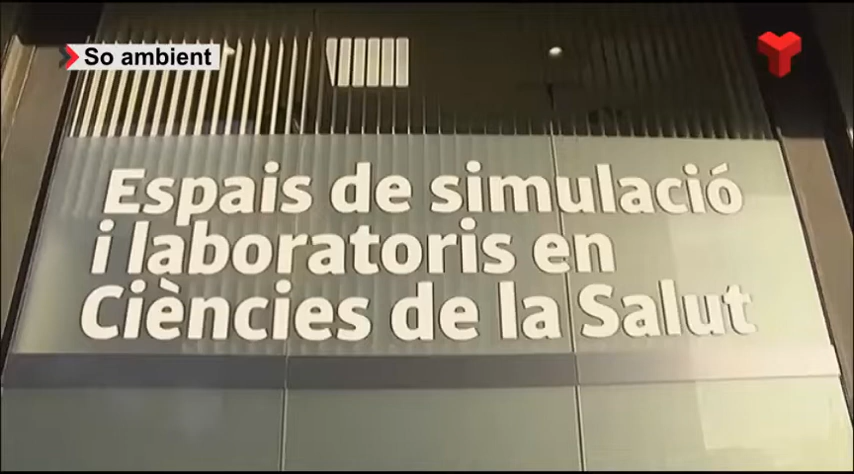 So ambient
Espais de simulació
i laboratoris en
Ciències de la Salut